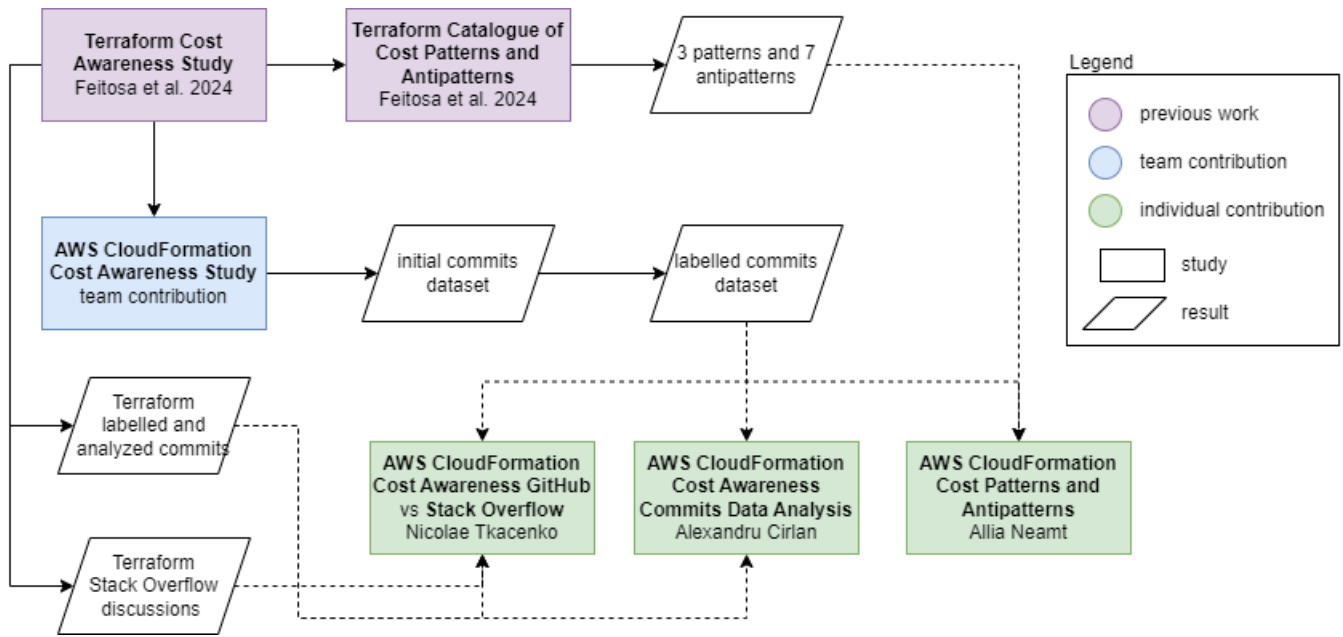 Terraform Cost
Awareness Study
Feitosa et al. 2024
Terraform Catalogue of
Cost Patterns and
Antipatterns
Feitosa et al. 2024
3 patterns and 7
antipatterns
Legend
previous work
team contribution
individual contribution
study
result
AWS CloudFormation
Cost Awareness Study
team contribution
initial commits
dataset
labelled commits
dataset
Terraform
labelled and
analyzed commits
AWS CloudFormation
Cost Awareness GitHub
vs Stack Overflow
Nicolae Tkacenko
AWS CloudFormation
Cost Awareness
Commits Data Analysis
Alexandru Cirlan
AWS CloudFormation
Cost Patterns and
Antipatterns
Allia Neamt
Terraform
Stack Overflow
discussions